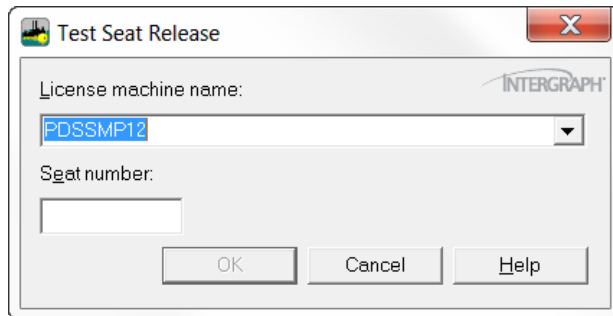 Test Seat Release
License machine name:
INTERGRAPH
PDSSMP12
Seat number:
OK Cancel Help